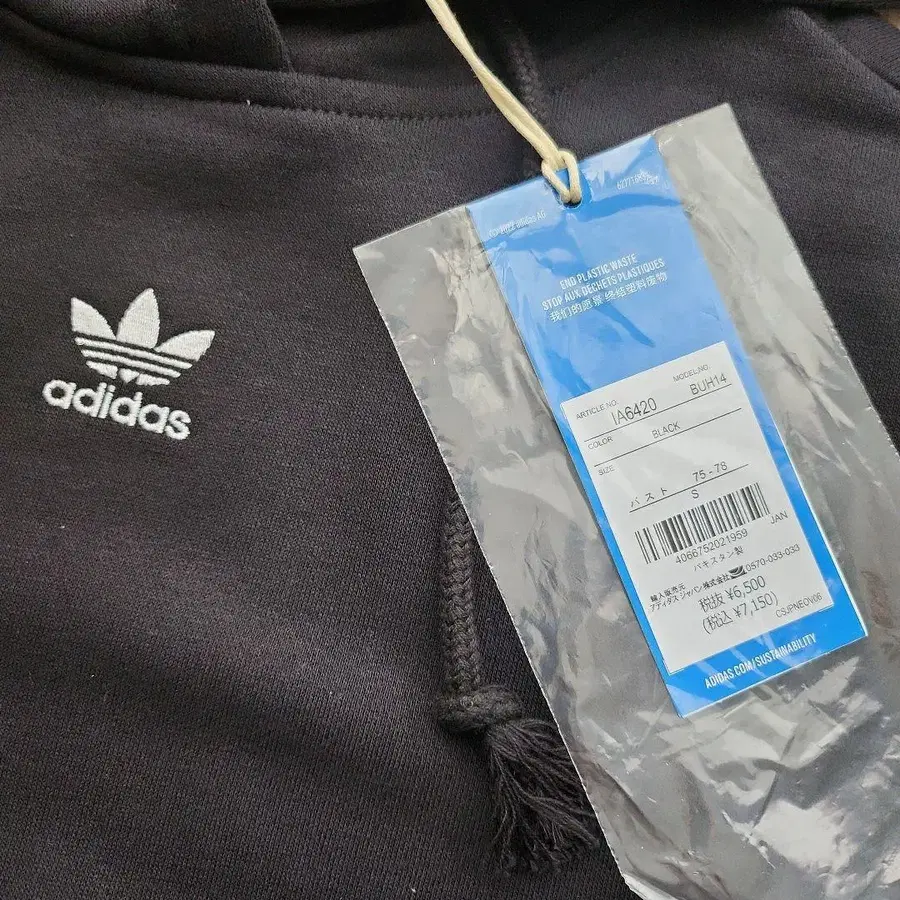 adidas
(C) 2022 adidas AG
END PLASTIC WASTE
STOP AUX DÉCHETS PLASTIQUES
我们的愿景 终结塑料废物
ARTICLE NO. MODEL NO.
IA6420 BUH14
COLOR BLACK
SIZE
バスト 75-78
S
JAN
4066752021959
パキスタン製
輸入販売元
アディダス ジャパン株式会社 0570-033-033
税抜 ¥6,500
(税込 ¥7,150)
CSJPNEOV06
ADIDAS.COM/SUSTAINABILITY